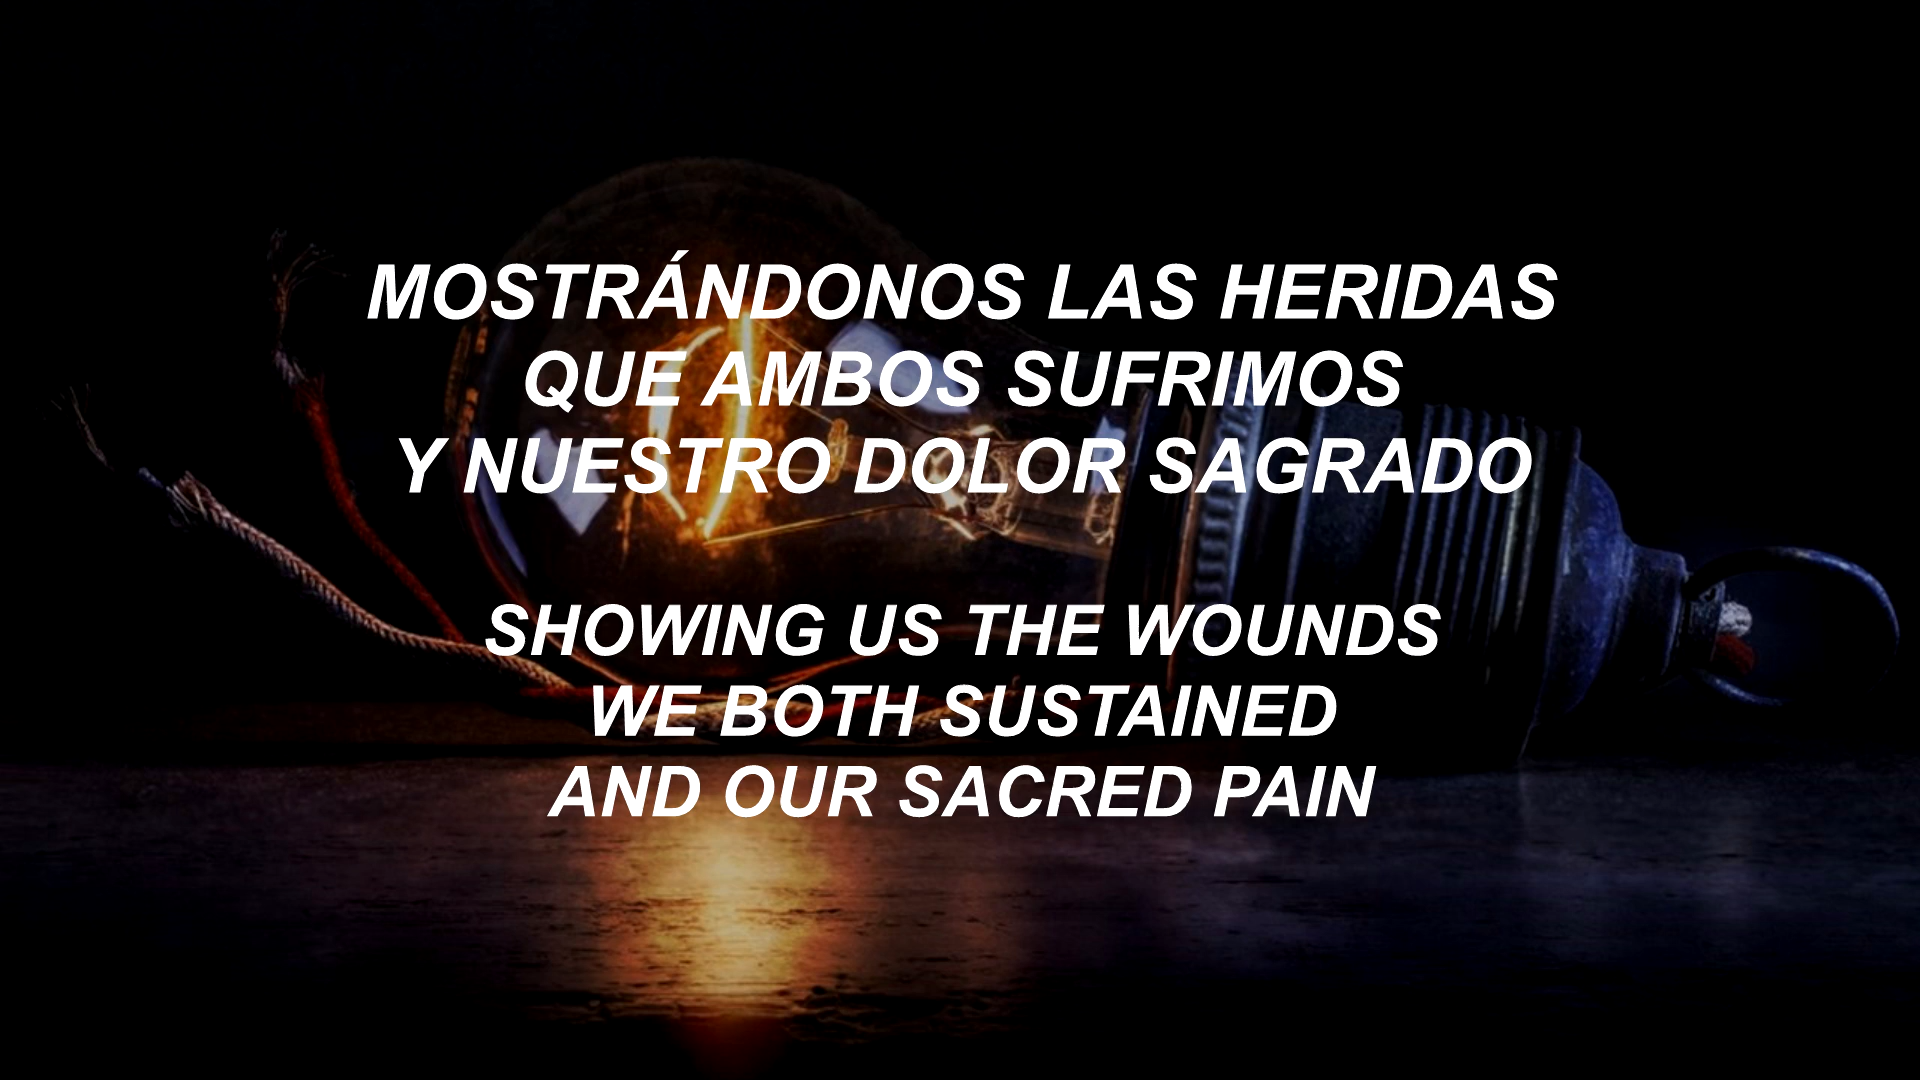 MOSTRÁNDONOS LAS HERIDAS
QUE AMBOS SUFRIMOS
Y NUESTRO DOLOR SAGRADO
SHOWING US THE WOUNDS
WE BOTH SUSTAINED
AND OUR SACRED PAIN